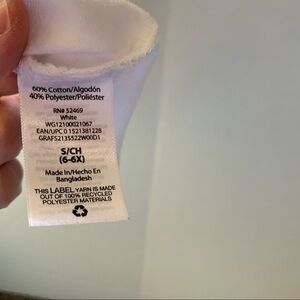 60% Cotton/Algodón
40% Polyester/Poliéster
RN# 52469
White
WG12100021067
EAN/UPC 0 1521381228
GRAFS2135522W00D1
S/CH
(6-6X)
Made In/Hecho En
Bangladesh
THIS LABEL YARN IS MADE
OUT OF 100% RECYCLED
POLYESTER MATERIALS